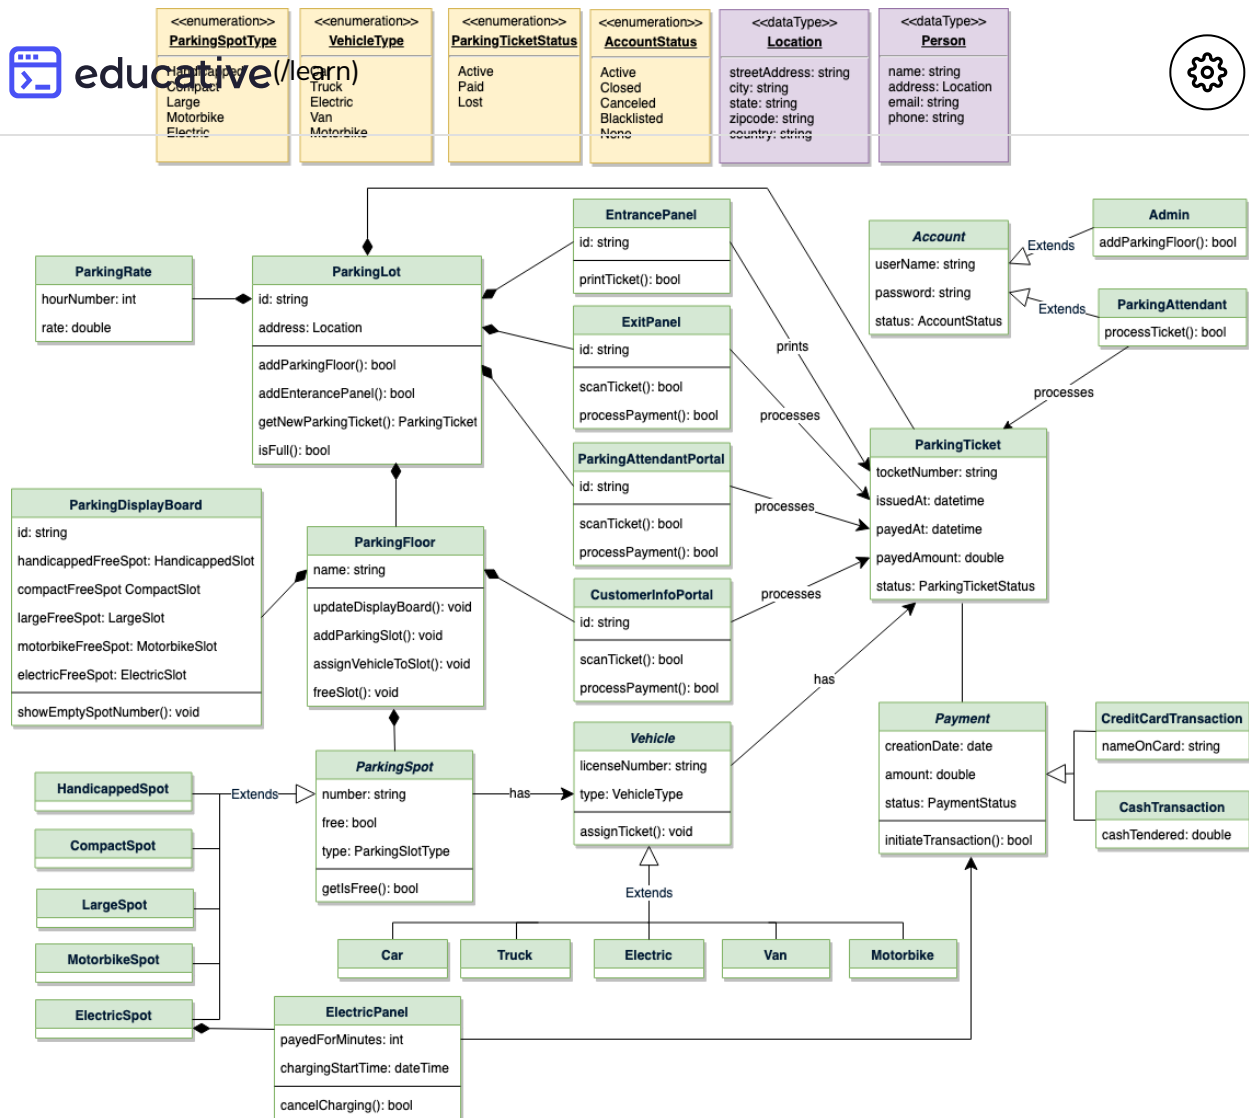 <<enumeration>>
ParkingSpotType
Handicapped
Compact
Large
Motorbike
Electric
<<enumeration>>
VehicleType
Car
Truck
Electric
Van
Motorbike
<<enumeration>>
ParkingTicketStatus
Active
Paid
Lost
<<enumeration>>
AccountStatus
Active
Closed
Canceled
Blacklisted
None
<<dataType>>
Location
streetAddress: string
city: string
state: string
zipcode: string
country: string
<<dataType>>
Person
name: string
address: Location
email: string
phone: string
educative(/learn)
ParkingRate
hourNumber: int
rate: double
ParkingLot
id: string
address: Location
addParkingFloor(): bool
addEnterancePanel(): bool
getNewParkingTicket(): ParkingTicket
isFull(): bool
EntrancePanel
id: string
printTicket(): bool
ExitPanel
id: string
scanTicket(): bool
processPayment(): bool
ParkingAttendantPortal
id: string
scanTicket(): bool
processPayment(): bool
CustomerInfoPortal
id: string
scanTicket(): bool
processPayment(): bool
prints
processes
processes
processes
has
Account
userName: string
password: string
status: AccountStatus
Extends
Extends
Admin
addParkingFloor(): bool
ParkingAttendant
processTicket(): bool
processes
ParkingTicket
tocketNumber: string
issuedAt: datetime
payedAt: datetime
payedAmount: double
status: ParkingTicketStatus
ParkingDisplayBoard
id: string
handicappedFreeSpot: HandicappedSlot
compactFreeSpot CompactSlot
largeFreeSpot: LargeSlot
motorbikeFreeSpot: MotorbikeSlot
electricFreeSpot: ElectricSlot
showEmptySpotNumber(): void
ParkingFloor
name: string
updateDisplayBoard(): void
addParkingSlot(): void
assignVehicleToSlot(): void
freeSlot(): void
ParkingSpot
number: string
free: bool
type: ParkingSlotType
getIsFree(): bool
has
Vehicle
licenseNumber: string
type: VehicleType
assignTicket(): void
Extends
Payment
creationDate: date
amount: double
status: PaymentStatus
initiateTransaction(): bool
CreditCardTransaction
nameOnCard: string
CashTransaction
cashTendered: double
HandicappedSpot
Extends
CompactSpot
LargeSpot
MotorbikeSpot
ElectricSpot
Car
Truck
Electric
Van
Motorbike
ElectricPanel
payedForMinutes: int
chargingStartTime: dateTime
cancelCharging(): bool